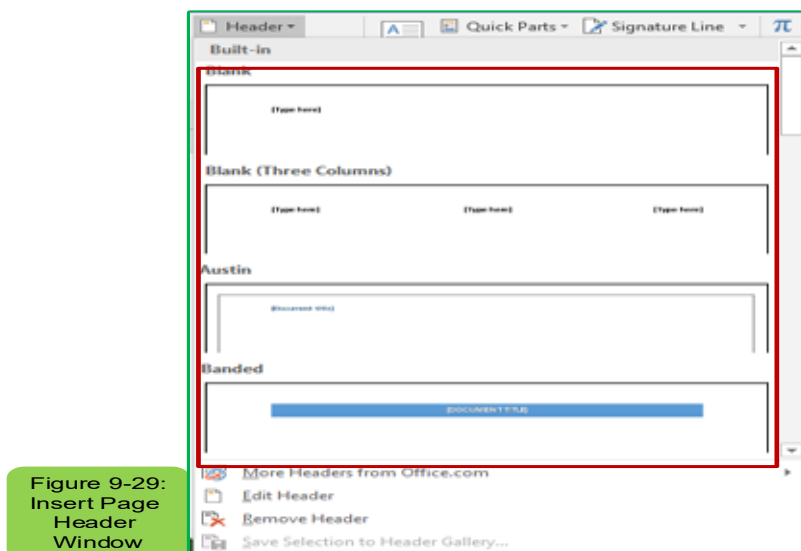 Header
A
Quick Parts
Signature Line
π
Built-in
Blank
[Type here]
Blank (Three Columns)
[Type here] [Type here] [Type here]
Austin
[Document title]
Banded
[DOCUMENT TITLE]
More Headers from Office.com
Edit Header
Remove Header
Save Selection to Header Gallery...
Figure 9-29:
Insert Page
Header
Window